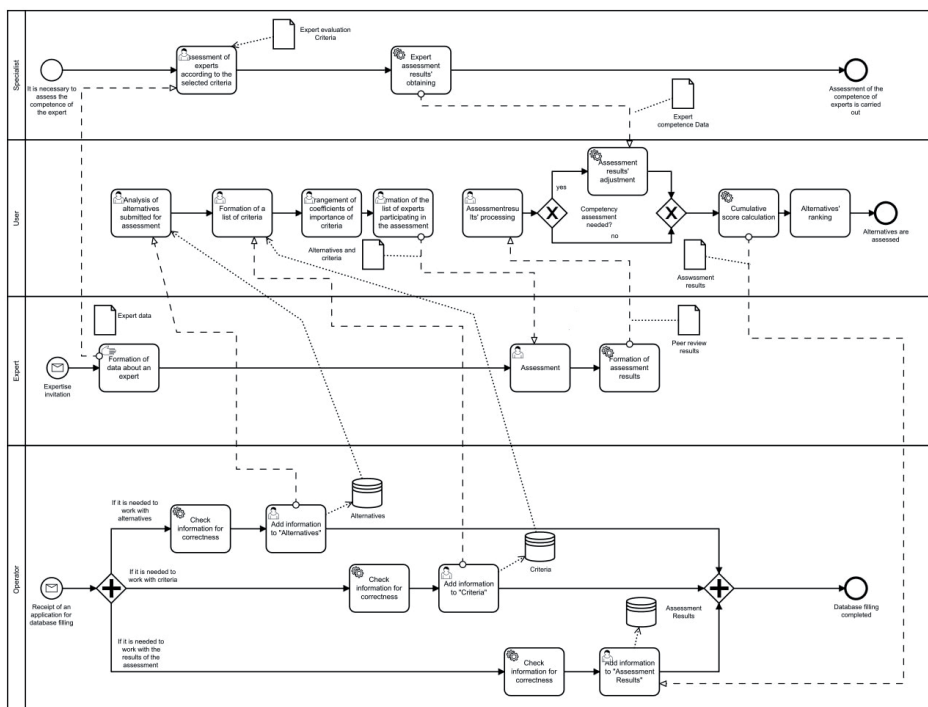 Specialist
It is necessary to
assess the
competence of
the expert
ssessment of
experts
according to the
selected criteria
Expert evaluation
Criteria
Expert
assessment
results'
obtaining
Expert
competence Data
Assessment of the
competence of
experts is carried
out
User
Analysis of
alternatives
submitted for
assessment
Formation of a
list of criteria
rrangement of
coefficients of
importance of
criteria
rmation of the
list of experts
participating in
the assessment
Alternatives and
criteria
Assessmentresu
lts' processing
yes
Competency
assessment
needed?
no
Assessment
results'
adjustment
Cumulative
score calculation
Alternatives'
ranking
Alternatives are
assessed
Aswssament
results
Expert
Expertise
invitation
Expert data
Formation of
data about an
expert
Assessment
Formation of
assessment
results
Peer review
results
Operator
Receipt of an
application for
database filling
If it is needed to
work with
alternatives
Check
information for
correctness
Add information
to "Alternatives"
Alternatives
If it is needed to
work with criteria
Check
information for
correctness
Add information
to "Criteria"
Criteria
If it is needed to
work with the
results of the
assessment
Check
information for
correctness
Add information
to "Assessment
Results"
Assessment
Results
Database filling
completed